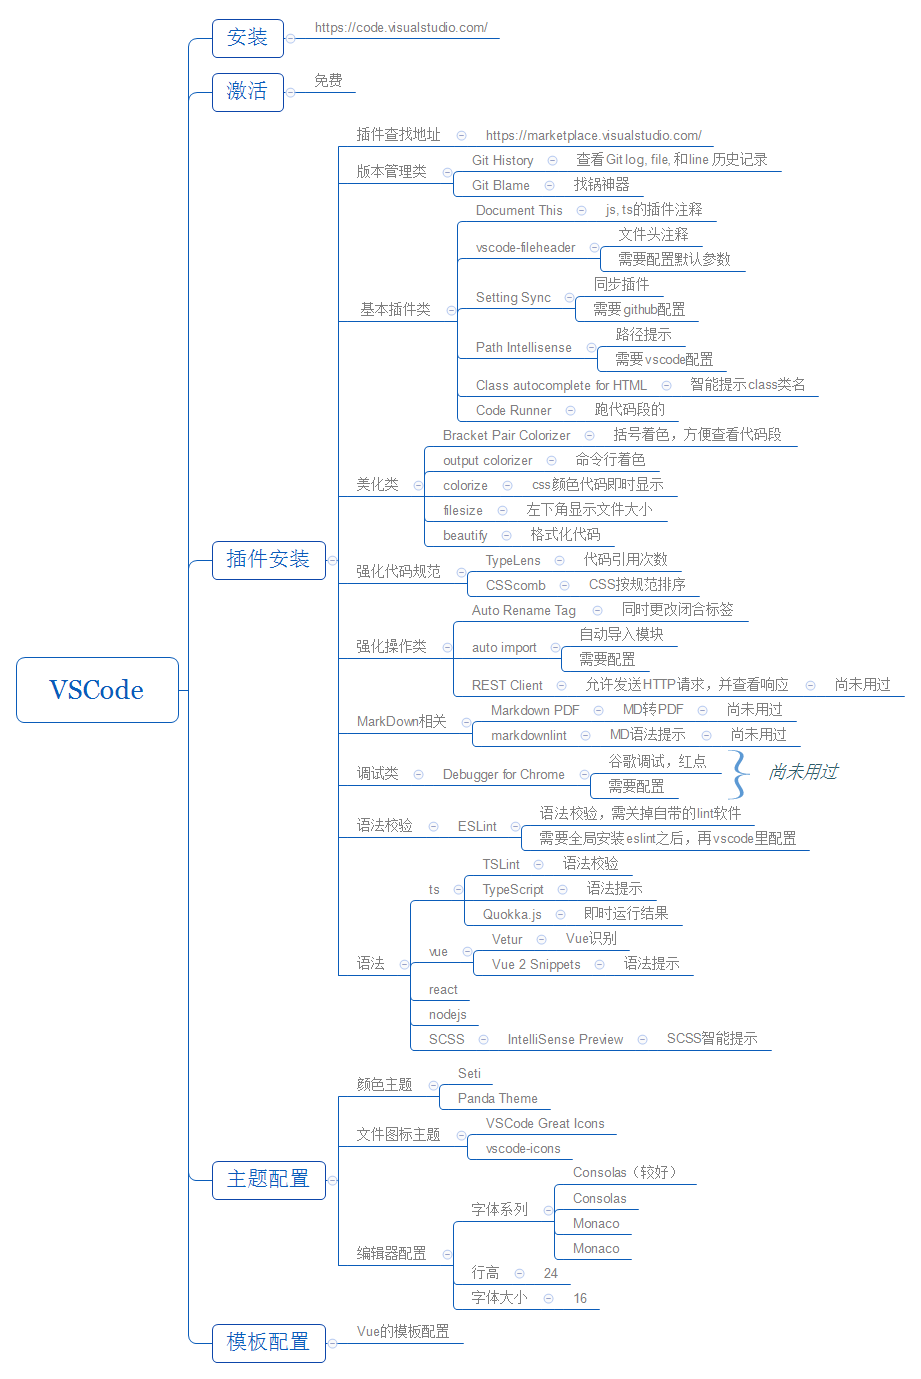 VSCode
安装
https://code.visualstudio.com/
激活
免费
插件安装
插件查找地址
https://marketplace.visualstudio.com/
版本管理类
Git History
查看Git log, file, 和line 历史记录
Git Blame
找锅神器
基本插件类
Document This
js, ts的插件注释
vscode-fileheader
文件头注释
需要配置默认参数
Setting Sync
同步插件
需要 github配置
Path Intellisense
路径提示
需要 vscode配置
Class autocomplete for HTML
智能提示class类名
Code Runner
跑代码段的
美化类
Bracket Pair Colorizer
括号着色，方便查看代码段
output colorizer
命令行着色
colorize
css颜色代码即时显示
filesize
左下角显示文件大小
beautify
格式化代码
强化代码规范
TypeLens
代码引用次数
CSScomb
CSS按规范排序
强化操作类
Auto Rename Tag
同时更改闭合标签
auto import
自动导入模块
需要配置
REST Client
允许发送HTTP请求，并查看响应
尚未用过
MarkDown相关
Markdown PDF
MD转PDF
尚未用过
markdownlint
MD语法提示
尚未用过
调试类
Debugger for Chrome
谷歌调试，红点
需要配置
尚未用过
语法校验
ESLint
语法校验，需关掉自带的lint软件
需要全局安装 eslint之后，再 vscode里配置
语法
ts
TSLint
语法校验
TypeScript
语法提示
Quokka.js
即时运行结果
vue
Vetur
Vue识别
Vue 2 Snippets
语法提示
react
nodejs
SCSS
IntelliSense Preview
SCSS智能提示
主题配置
颜色主题
Seti
Panda Theme
文件图标主题
VSCode Great Icons
vscode-icons
编辑器配置
字体系列
Consolas（较好）
Consolas
Monaco
Monaco
行高
24
字体大小
16
模板配置
Vue的模板配置